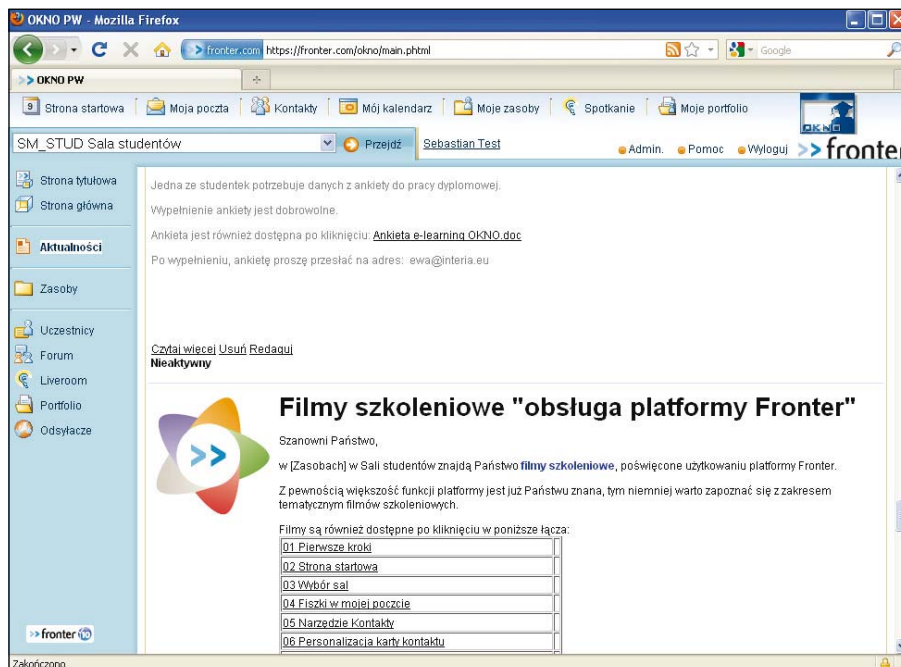 OKNO PW - Mozilla Firefox
fronter.com https://fronter.com/okno/main.phtml
Google
>> OKNO PW
9 Strona startowa Moja poczta Kontakty Mój kalendarz Moje zasoby Spotkanie Moje portfolio
OKNO
SM_STUD Sala studentów Przejdź Sebastian Test Admin. Pomoc Wyloguj >> fronter
Strona tytułowa
Strona główna
Aktualności
Zasoby
Uczestnicy
Forum
Liveroom
Portfolio
Odsyłacze
>> fronter 10
Jedna ze studentek potrzebuje danych z ankiety do pracy dyplomowej.
Wypełnienie ankiety jest dobrowolne.
Ankieta jest również dostępna po kliknięciu: Ankieta e-learning OKNO.doc
Po wypełnieniu, ankietę proszę przesłać na adres: ewa@interia.eu
Czytaj więcej Usuń Redaguj
Nieaktywny
>>
Filmy szkoleniowe "obsługa platformy Fronter"
Szanowni Państwo,
w [Zasobach] w Sali studentów znajdą Państwo filmy szkoleniowe, poświęcone użytkowaniu platformy Fronter.
Z pewnością większość funkcji platformy jest już Państwu znana, tym niemniej warto zapoznać się z zakresem
tematycznym filmów szkoleniowych.
Filmy są również dostępne po kliknięciu w poniższe łącza:
01 Pierwsze kroki
02 Strona startowa
03 Wybór sal
04 Fiszki w mojej poczcie
05 Narzędzie Kontakty
06 Personalizacja karty kontaktu
Zakończono